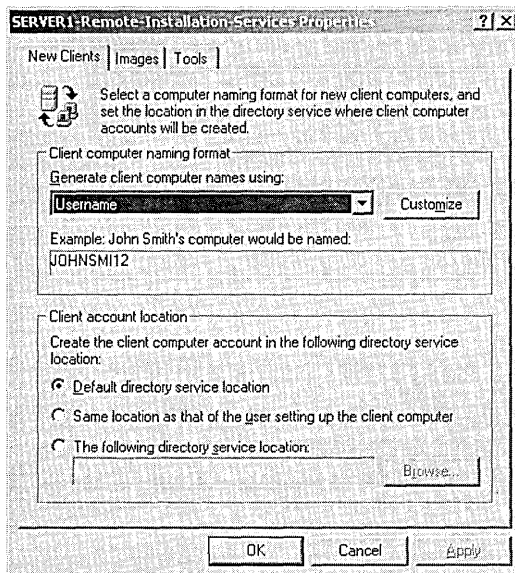 SERVER1-Remote-Installation-Services Properties ? X
New Clients Images Tools
Select a computer naming format for new client computers, and
set the location in the directory service where client computer
accounts will be created.
Client computer naming format
Generate client computer names using:
Username Customize
Example: John Smith's computer would be named:
JOHNSMI12
Client account location
Create the client computer account in the following directory service
location:
Default directory service location
Same location as that of the user setting up the client computer
The following directory service location:
Browse...
OK Cancel Apply